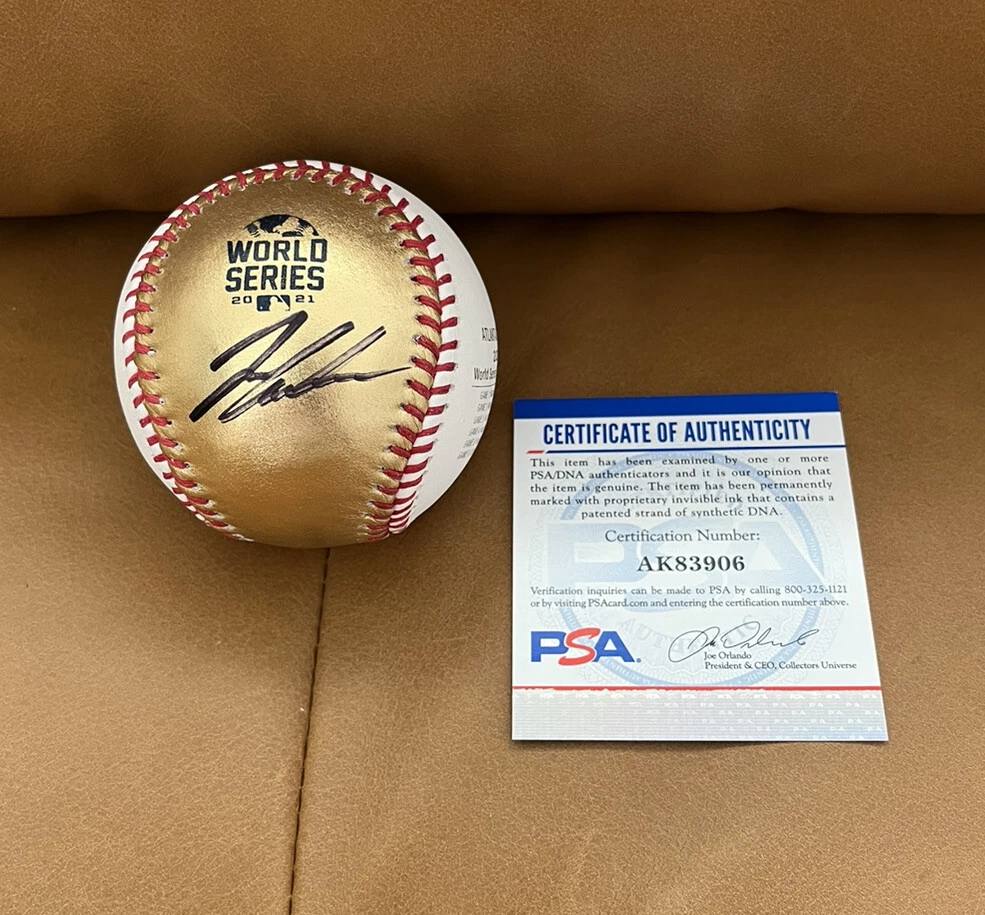 WORLD
SERIES
20 21
World
CERTIFICATE OF AUTHENTICITY
This item has been examined by one or more
PSA/DNA authenticators and it is our opinion that
the item is genuine. The item has been permanently
marked with proprietary invisible ink that contains a
patented strand of synthetic DNA.
Certification Number:
AK83906
Verification inquiries can be made to PSA by calling 800-325-1121
or by visiting PSAcard.com and entering the certification number above.
PSA.
Joe Orlando
President & CEO, Collectors Universe